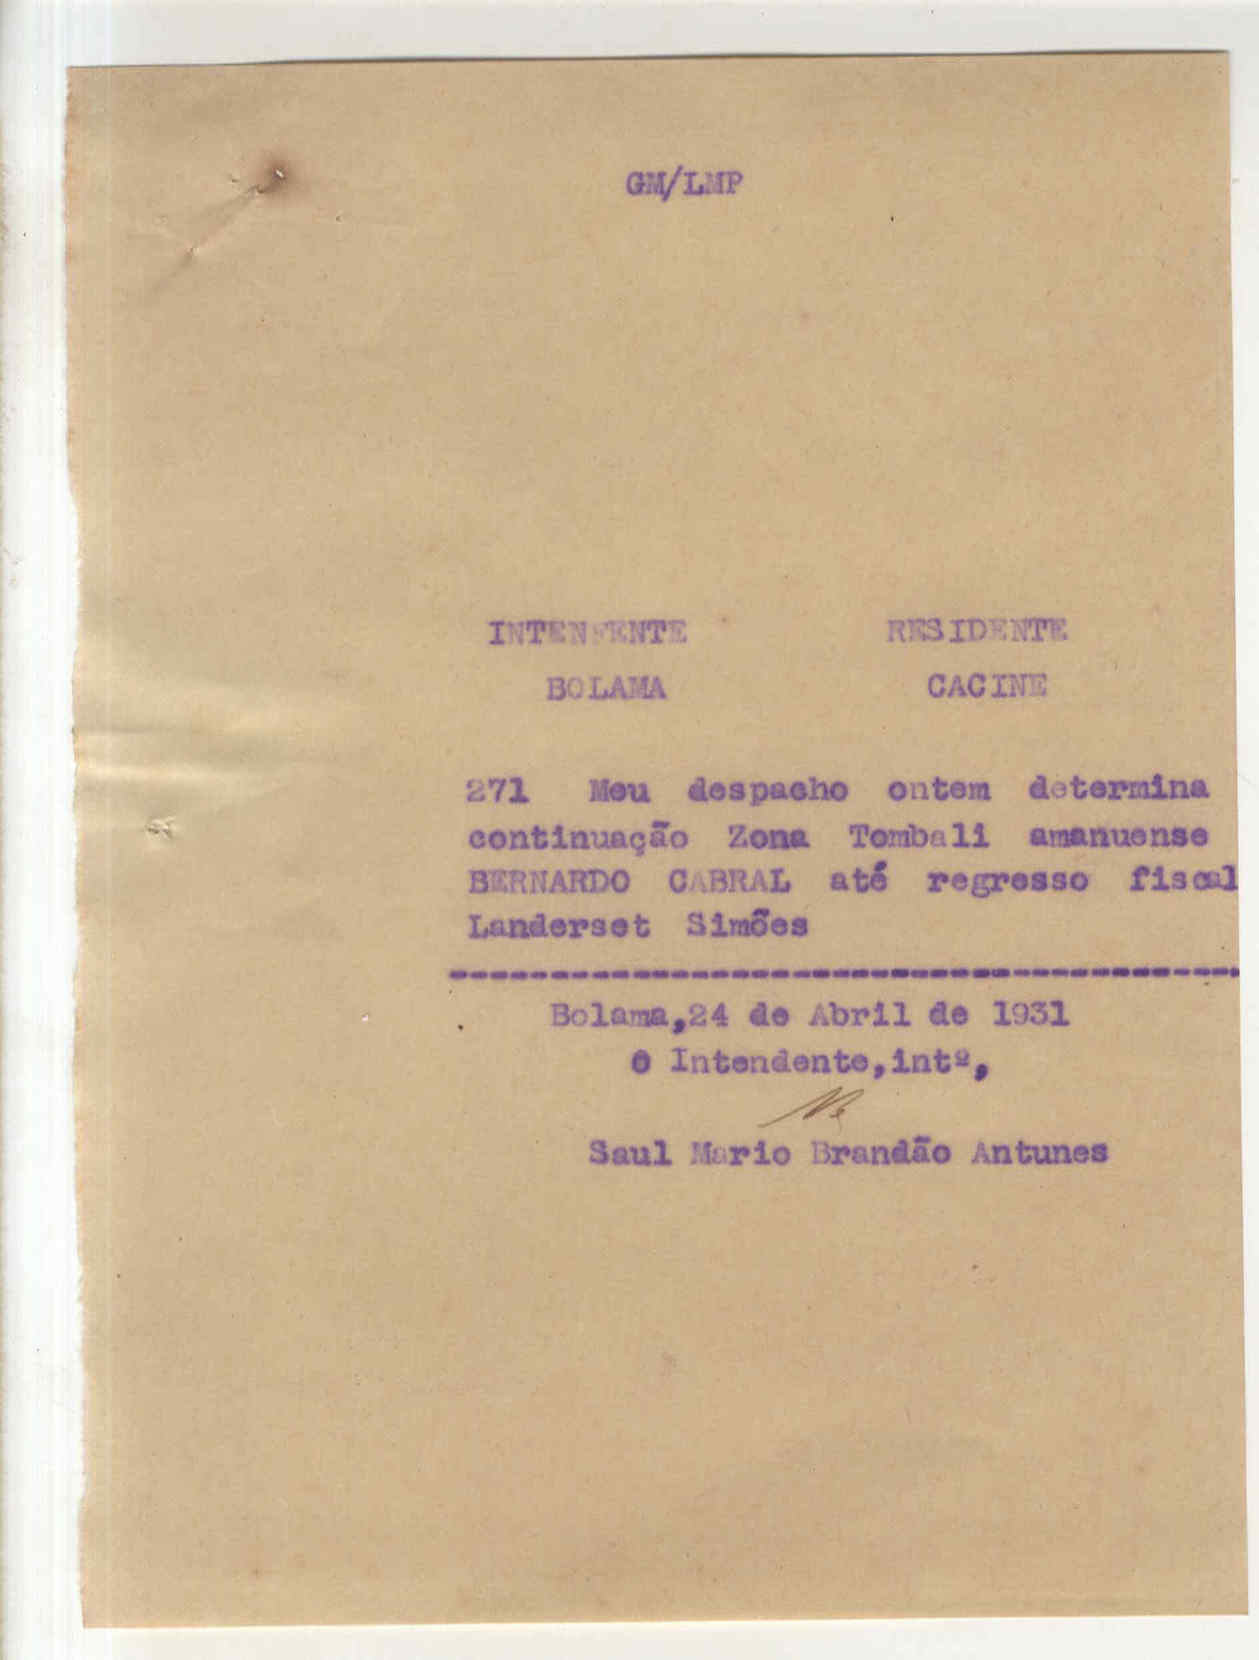 GM/LMP
INTENFENTE RESIDENTE
BOLAMA CACINE
271 Meu despacho ontem determina
continuação Zona Tombali amanuense
BERNARDO CABRAL até regresso fiscal
Landerset Simões
----------------------------------------
Bolama,24 de Abril de 1931
O Intendente,intº,
Saul Mario Brandão Antunes